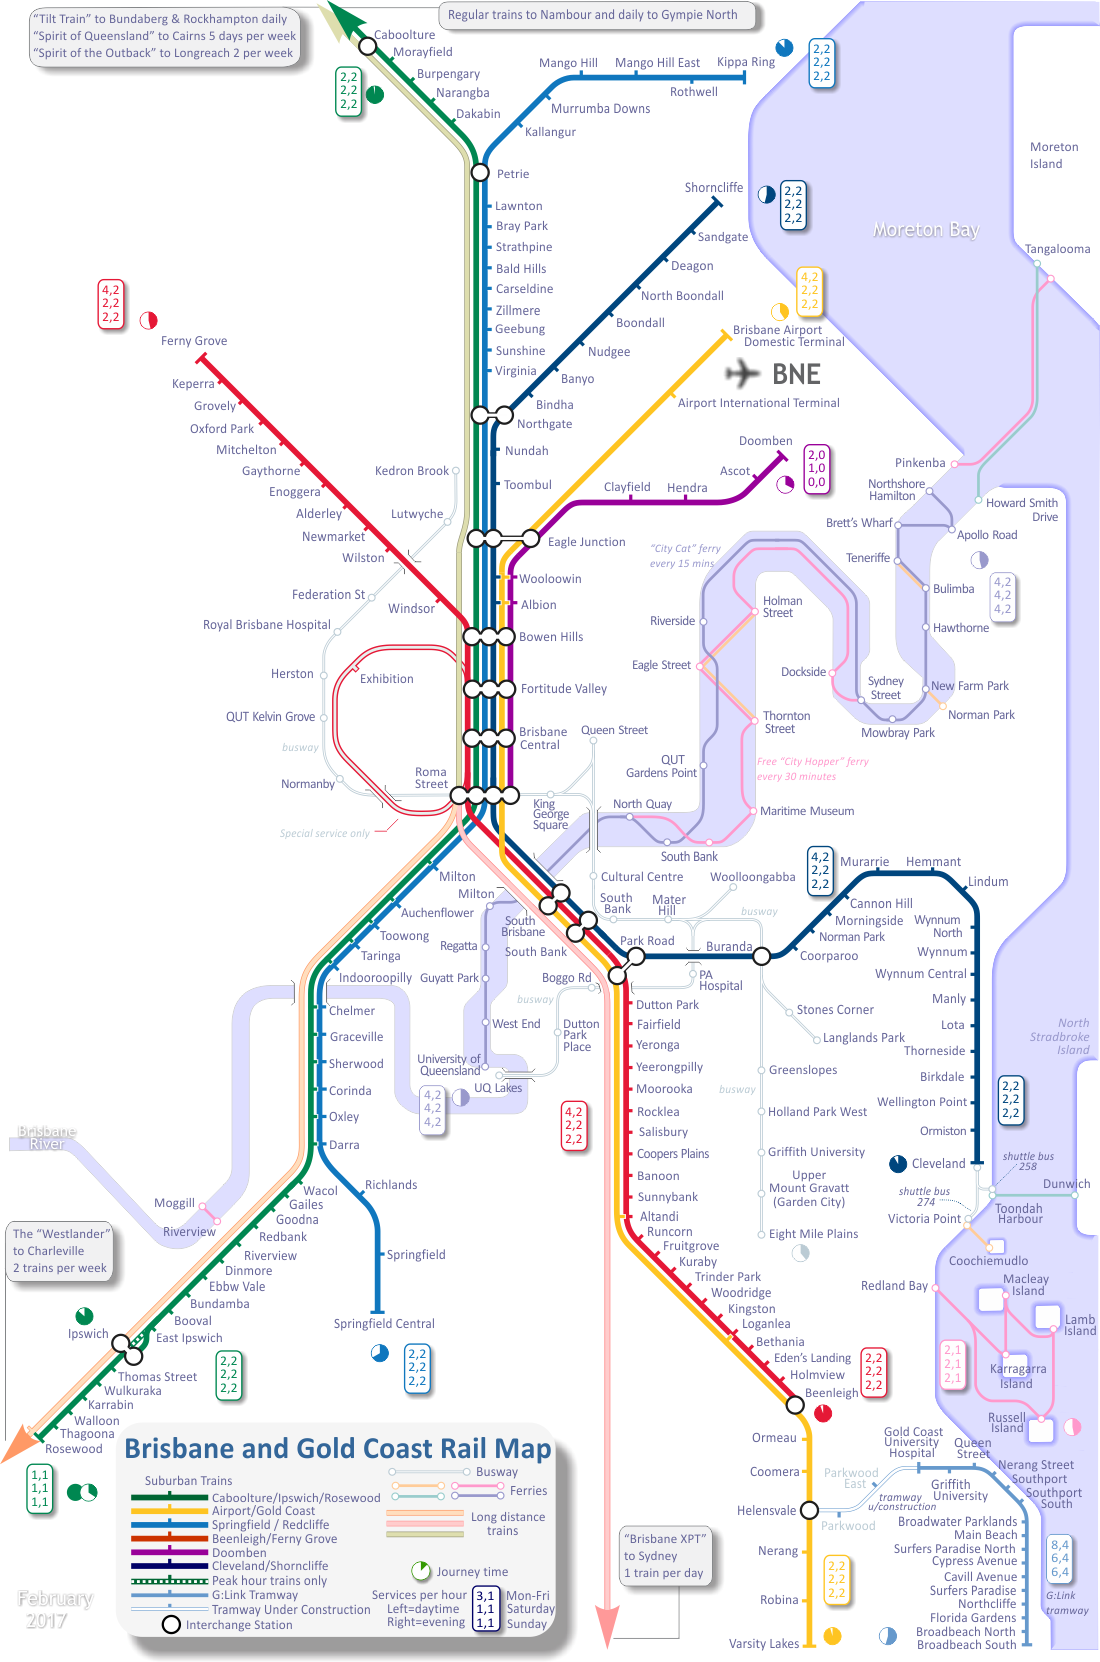 “Tilt Train” to Bundaberg & Rockhampton daily
“Spirit of Queensland” to Cairns 5 days per week
“Spirit of the Outback” to Longreach 2 per week
Regular trains to Nambour and daily to Gympie North
Caboolture
Morayfield
Burpengary
Narangba
Dakabin
2,2
2,2
2,2
Mango Hill
Mango Hill East
Kippa Ring
Rothwell
Murrumba Downs
Kallangur
2,2
2,2
2,2
Petrie
Lawnton
Bray Park
Strathpine
Bald Hills
Carseldine
Zillmere
Geebung
Sunshine
Virginia
Shorncliffe
Sandgate
Deagon
North Boondall
Boondall
Nudgee
Banyo
Bindha
Northgate
2,2
2,2
2,2
Moreton
Island
Moreton Bay
Tangalooma
4,2
2,2
2,2
Brisbane Airport
Domestic Terminal
BNE
Airport International Terminal
4,2
2,2
2,2
Ferny Grove
Keperra
Grovely
Oxford Park
Mitchelton
Gaythorne
Enoggera
Alderley
Newmarket
Wilston
Windsor
Nundah
Toombul
Eagle Junction
Wooloowin
Albion
Bowen Hills
Fortitude Valley
Brisbane
Central
Roma
Street
Doomben
Ascot
Hendra
Clayfield
2,0
1,0
0,0
Kedron Brook
Lutwyche
Federation St
Royal Brisbane Hospital
Herston
QUT Kelvin Grove
busway
Normanby
Exhibition
Special service only
Pinkenba
Northshore
Hamilton
Howard Smith
Drive
Brett's Wharf
Apollo Road
Teneriffe
Bulimba
Hawthorne
4,2
4,2
4,2
New Farm Park
Norman Park
Sydney
Street
Mowbray Park
Dockside
“City Cat” ferry
every 15 mins
Holman
Street
Riverside
Eagle Street
Thornton
Street
QUT
Gardens Point
Free “City Hopper” ferry
every 30 minutes
Maritime Museum
North Quay
South Bank
Queen Street
King
George
Square
Cultural Centre
South
Bank
Mater
Hill
Woolloongabba
busway
Milton
Auchenflower
Toowong
Taringa
Indooroopilly
Chelmer
Graceville
Sherwood
Corinda
Oxley
Darra
Milton
Regatta
Guyatt Park
West End
University of
Queensland
UQ Lakes
4,2
4,2
4,2
South
Brisbane
South Bank
Park Road
Boggo Rd
busway
Dutton
Park
Place
PA
Hospital
Buranda
Coorparoo
Norman Park
Morningside
Cannon Hill
Murarrie
Hemmant
Lindum
4,2
2,2
2,2
Wynnum
North
Wynnum
Wynnum Central
Manly
Lota
Thorneside
Birkdale
Wellington Point
Ormiston
Cleveland
2,2
2,2
2,2
North
Stradbroke
Island
Dutton Park
Fairfield
Yeronga
Yeerongpilly
Moorooka
Rocklea
Salisbury
Coopers Plains
Banoon
Sunnybank
Altandi
Runcorn
Fruitgrove
Kuraby
Trinder Park
Woodridge
Kingston
Loganlea
Bethania
Eden's Landing
Holmview
Beenleigh
4,2
2,2
2,2
2,2
2,2
2,2
Stones Corner
Langlands Park
Greenslopes
busway
Holland Park West
Griffith University
Upper
Mount Gravatt
(Garden City)
Eight Mile Plains
shuttle bus
258
shuttle bus
274
Dunwich
Toondah
Harbour
Victoria Point
Coochiemudlo
Redland Bay
Macleay
Island
Lamb
Island
Karragarra
Island
Russell
Island
2,1
2,1
2,1
Brisbane
River
Moggill
Riverview
Wacol
Gailes
Goodna
Redbank
Riverview
Dinmore
Ebbw Vale
Bundamba
Booval
East Ipswich
Ipswich
Thomas Street
Wulkuraka
Karrabin
Walloon
Thagoona
Rosewood
2,2
2,2
2,2
1,1
1,1
1,1
Richlands
Springfield
Springfield Central
2,2
2,2
2,2
The “Westlander”
to Charleville
2 trains per week
Ormeau
Coomera
Helensvale
Nerang
Robina
Varsity Lakes
2,2
2,2
2,2
Parkwood
East
Parkwood
tramway
u/construction
Gold Coast
University
Hospital
Queen
Street
Griffith
University
Nerang Street
Southport
Southport
South
Broadwater Parklands
Main Beach
Surfers Paradise North
Cypress Avenue
Cavill Avenue
Surfers Paradise
Northcliffe
Florida Gardens
Broadbeach North
Broadbeach South
8,4
6,4
6,4
G:Link
tramway
“Brisbane XPT”
to Sydney
1 train per day
Brisbane and Gold Coast Rail Map
Suburban Trains
Caboolture/Ipswich/Rosewood
Airport/Gold Coast
Springfield / Redcliffe
Beenleigh/Ferny Grove
Doomben
Cleveland/Shorncliffe
Peak hour trains only
G:Link Tramway
Tramway Under Construction
Interchange Station
Busway
Ferries
Long distance
trains
Journey time
Services per hour
Left=daytime
Right=evening
3,1
1,1
1,1
Mon-Fri
Saturday
Sunday
February
2017